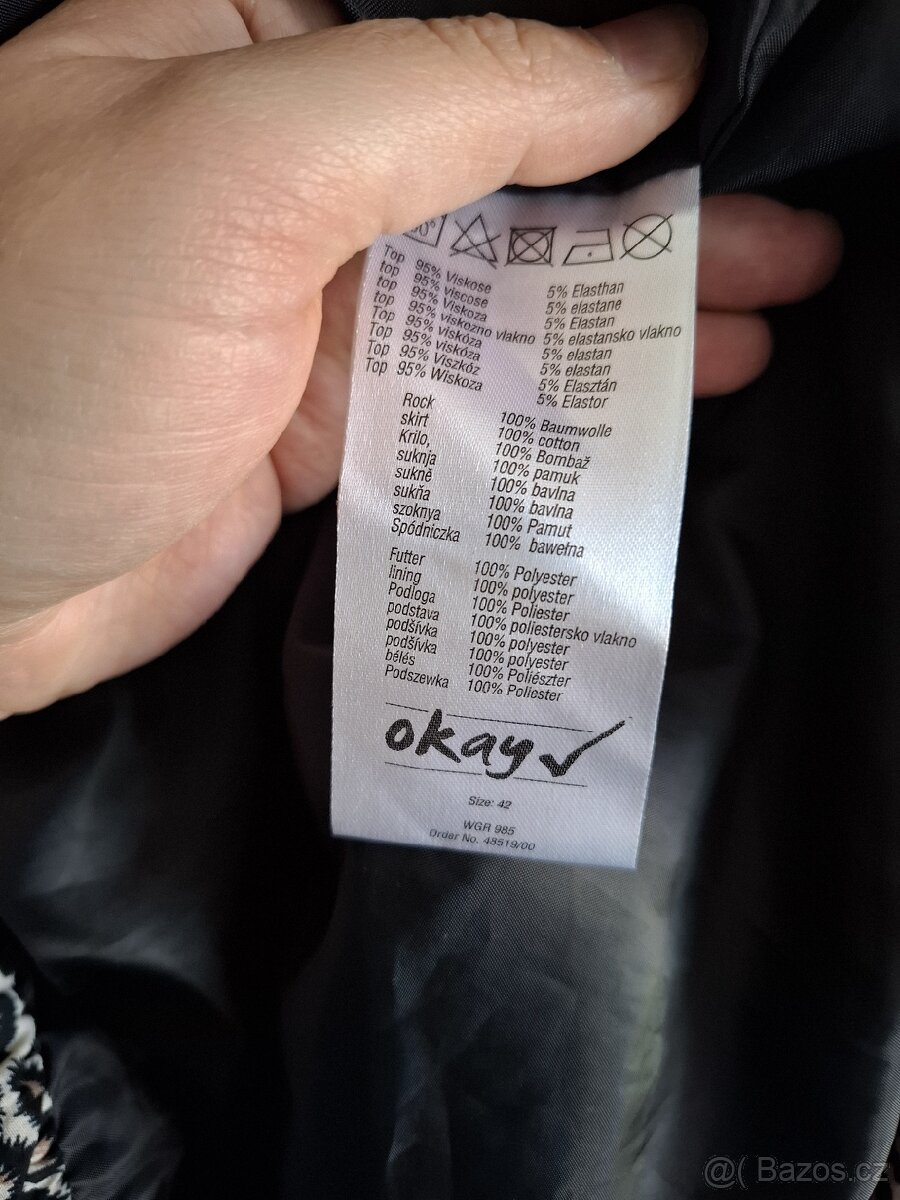 0°
Top 95% Viskose 5% Elasthan
top 95% viscose 5% elastane
top 95% Viskoza 5% Elastan
top 95% viskozno vlakno 5% elastansko vlakno
Top 95% viskóza 5% elastan
Top 95% viskóza 5% elastan
Top 95% Viszkóz 5% Elasztán
Top 95% Wiskoza 5% Elastor
Rock 100% Baumwolle
skirt 100% cotton
Krilo, 100% Bombaž
suknja 100% pamuk
sukně 100% bavlna
sukňa 100% bavlna
szoknya 100% Pamut
Spódniczka 100% bawełna
Futter 100% Polyester
lining 100% polyester
Podloga 100% Poliester
podstava 100% poliestersko vlakno
podšívka 100% polyester
podšívka 100% polyester
bélés 100% Poliészter
Podszewka 100% Poliester
okay
Size: 42
WGR 985
Order No. 48519/00
@( Bazos.cz